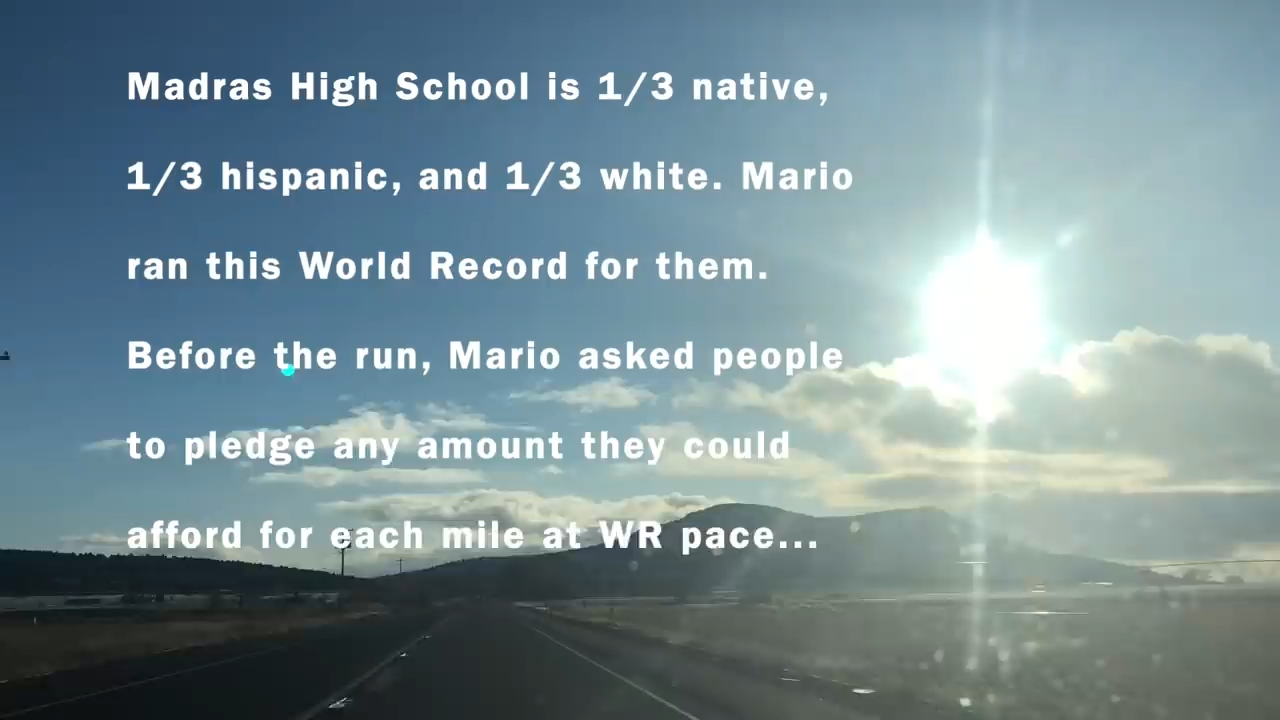 Madras High School is 1/3 native,
1/3 hispanic, and 1/3 white. Mario
ran this World Record for them.
Before the run, Mario asked people
to pledge any amount they could
afford for each mile at WR pace...